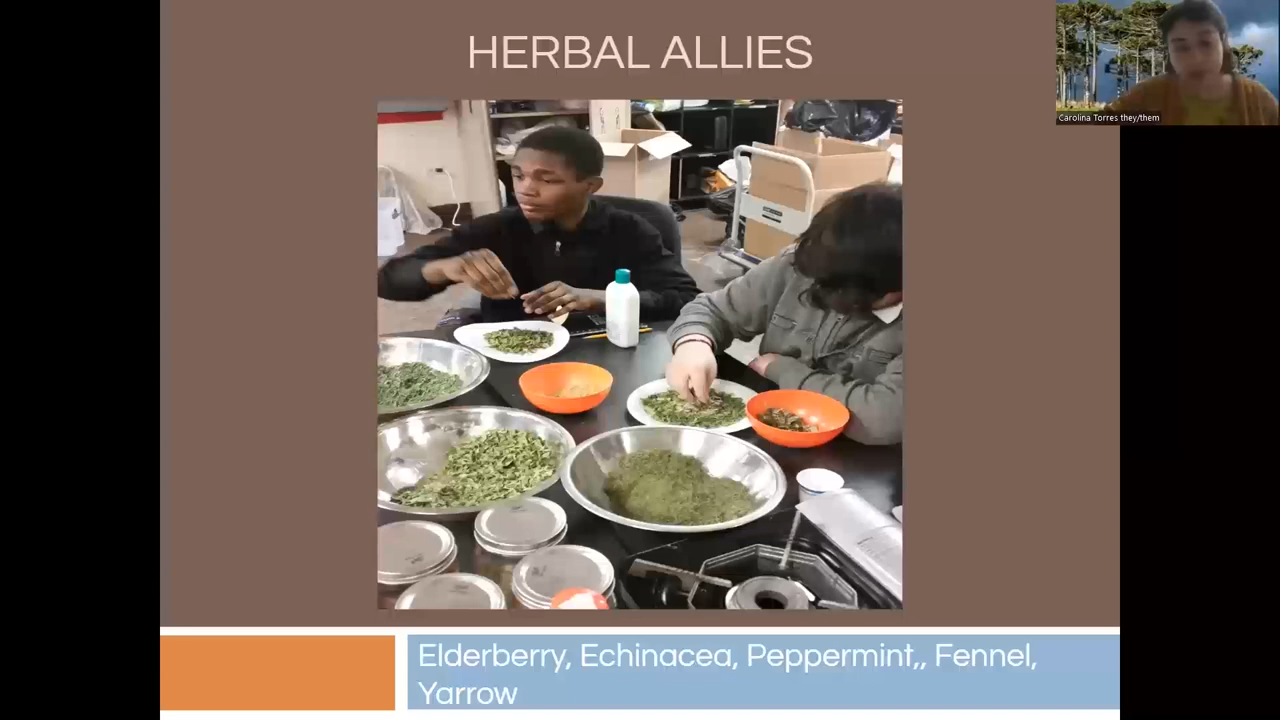 HERBAL ALLIES
Carolina Torres they/them
Elderberry, Echinacea, Peppermint,, Fennel,
Yarrow